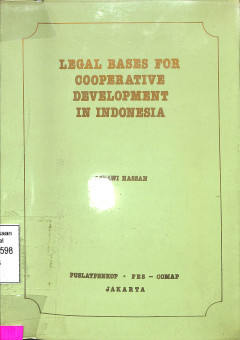 LEGAL BASES FOR
COOPERATIVE
DEVELOPMENT
IN INDONESIA
HASSAN
PUSLATPENKOP - FES - COMAP
JAKARTA
598